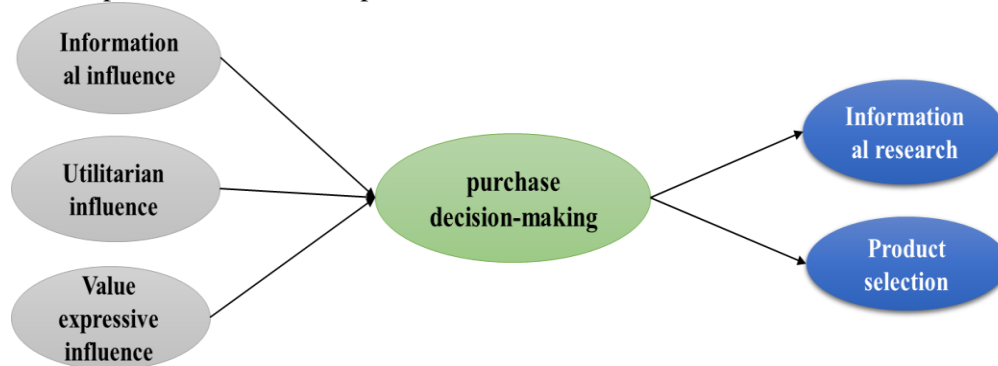 Information
al influence
Utilitarian
influence
Value
expressive
influence
purchase
decision-making
Information
al research
Product
selection